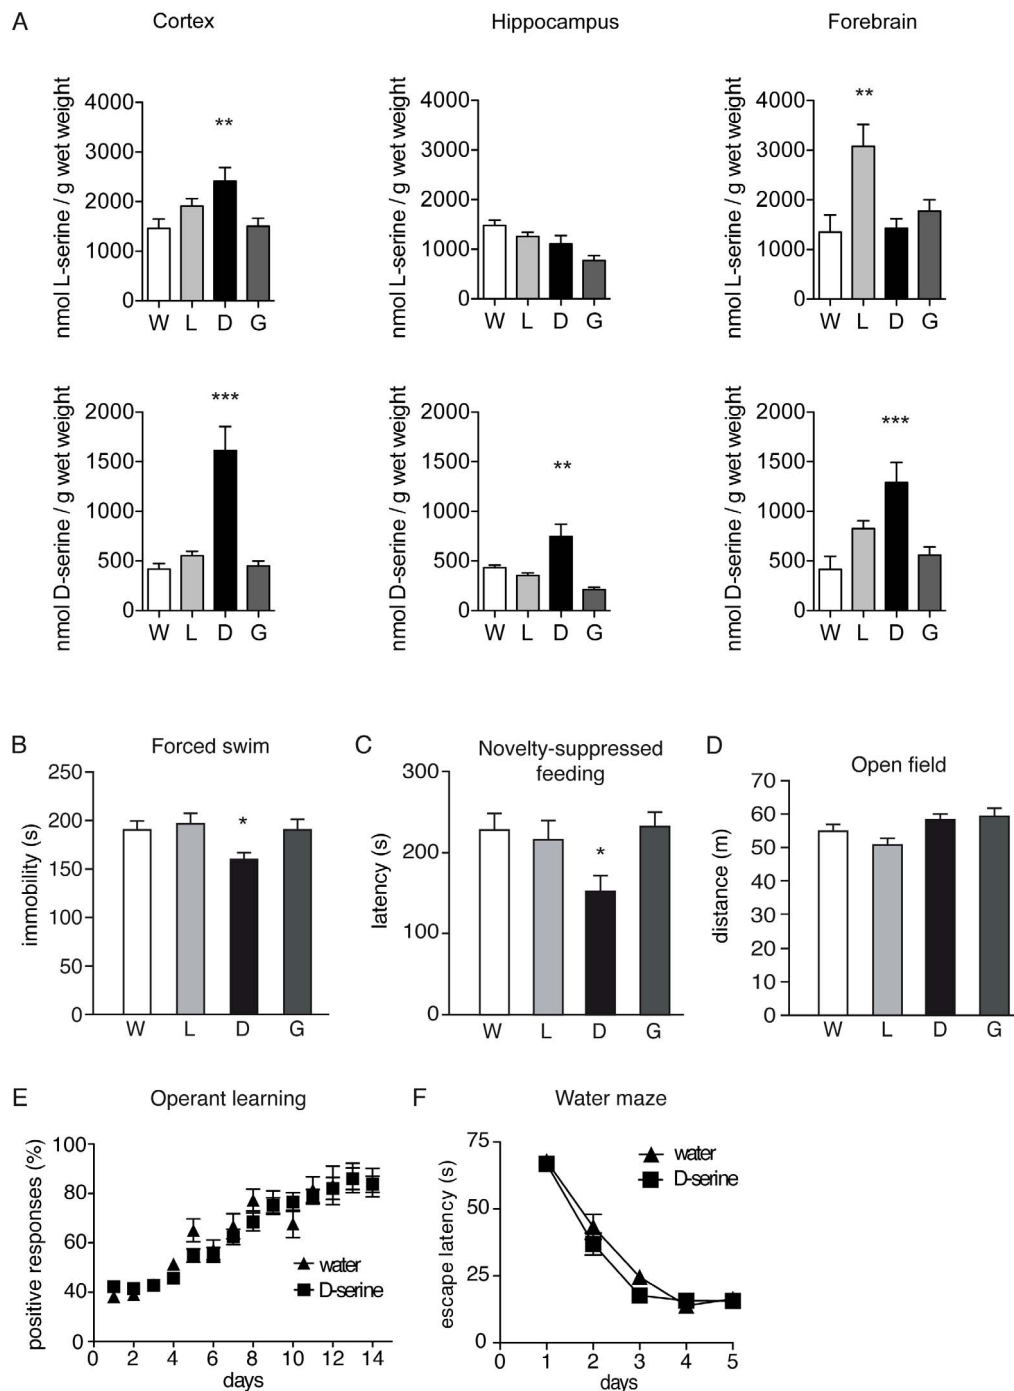 A
Cortex
Hippocampus
Forebrain
nmol L-serine / g wet weight
4000
3000
2000
1000
0
**
W L D G
nmol L-serine / g wet weight
4000
3000
2000
1000
0
W L D G
nmol L-serine / g wet weight
4000
3000
2000
1000
0
**
W L D G
nmol D-serine / g wet weight
2000
1500
1000
500
0
***
W L D G
nmol D-serine / g wet weight
2000
1500
1000
500
0
**
W L D G
nmol D-serine / g wet weight
2000
1500
1000
500
0
***
W L D G
B
Forced swim
immobility (s)
250
200
150
100
50
0
*
W L D G
C
Novelty-suppressed
feeding
latency (s)
300
200
100
0
*
W L D G
D
Open field
distance (m)
70
60
50
40
30
20
10
0
W L D G
E
Operant learning
positive responses (%)
100
80
60
40
20
water
D-serine
0 2 4 6 8 10 12 14
days
F
Water maze
escape latency (s)
75
50
25
0
water
D-serine
0 1 2 3 4 5
days